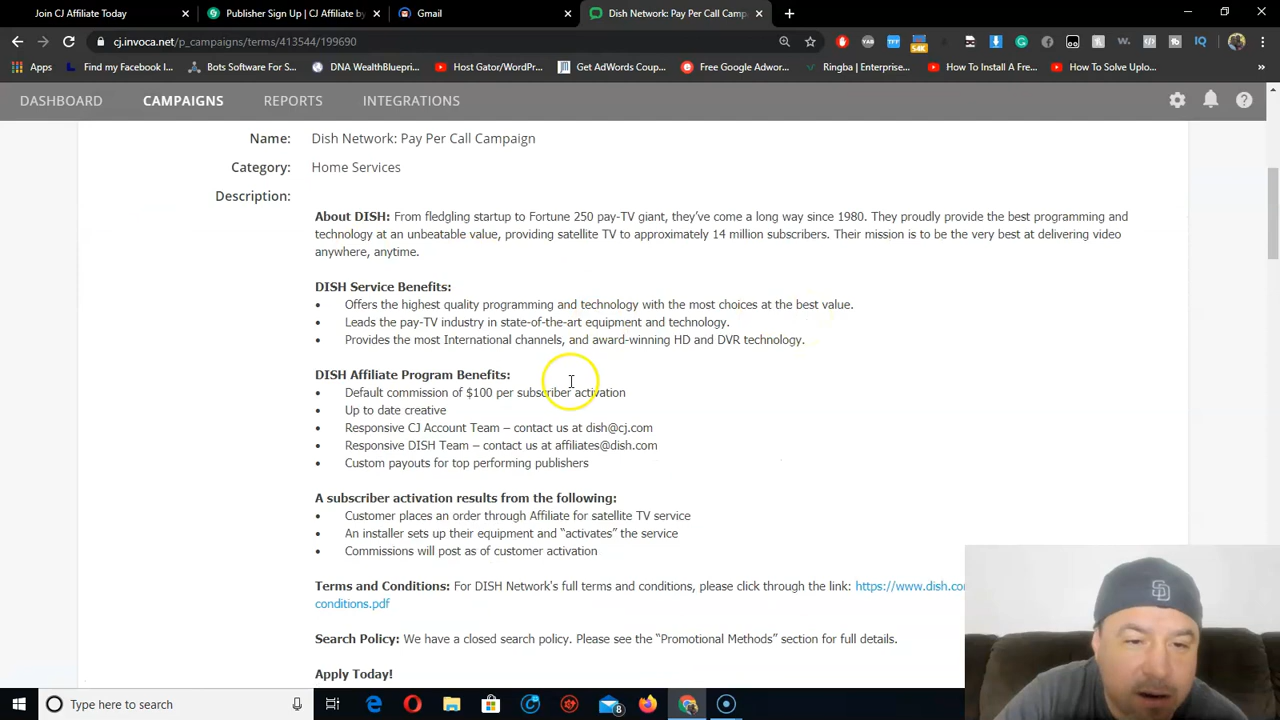 Join CJ Affiliate Today
Publisher Sign Up | CJ Affiliate by
Gmail
Dish Network: Pay Per Call Camp
cj.invoca.net/p_campaigns/terms/413544/199690
YAB
TFF
54K
W.
IQ
Apps
Find my Facebook I...
Bots Software For S...
DNA WealthBluepri...
Host Gator/WordPr...
Get AdWords Coup...
Free Google Adwor...
Ringba | Enterprise...
How To Install A Fre...
How To Solve Uplo...
DASHBOARD
CAMPAIGNS
REPORTS
INTEGRATIONS
Name: Dish Network: Pay Per Call Campaign
Category: Home Services
Description:
About DISH: From fledgling startup to Fortune 250 pay-TV giant, they've come a long way since 1980. They proudly provide the best programming and
technology at an unbeatable value, providing satellite TV to approximately 14 million subscribers. Their mission is to be the very best at delivering video
anywhere, anytime.
DISH Service Benefits:
• Offers the highest quality programming and technology with the most choices at the best value.
• Leads the pay-TV industry in state-of-the-art equipment and technology.
• Provides the most International channels, and award-winning HD and DVR technology.
DISH Affiliate Program Benefits:
• Default commission of $100 per subscriber activation
• Up to date creative
• Responsive CJ Account Team – contact us at dish@cj.com
• Responsive DISH Team – contact us at affiliates@dish.com
• Custom payouts for top performing publishers
A subscriber activation results from the following:
• Customer places an order through Affiliate for satellite TV service
• An installer sets up their equipment and “activates” the service
• Commissions will post as of customer activation
Terms and Conditions: For DISH Network's full terms and conditions, please click through the link: https://www.dish.co
conditions.pdf
Search Policy: We have a closed search policy. Please see the “Promotional Methods” section for full details.
Apply Today!
Type here to search
8
SD